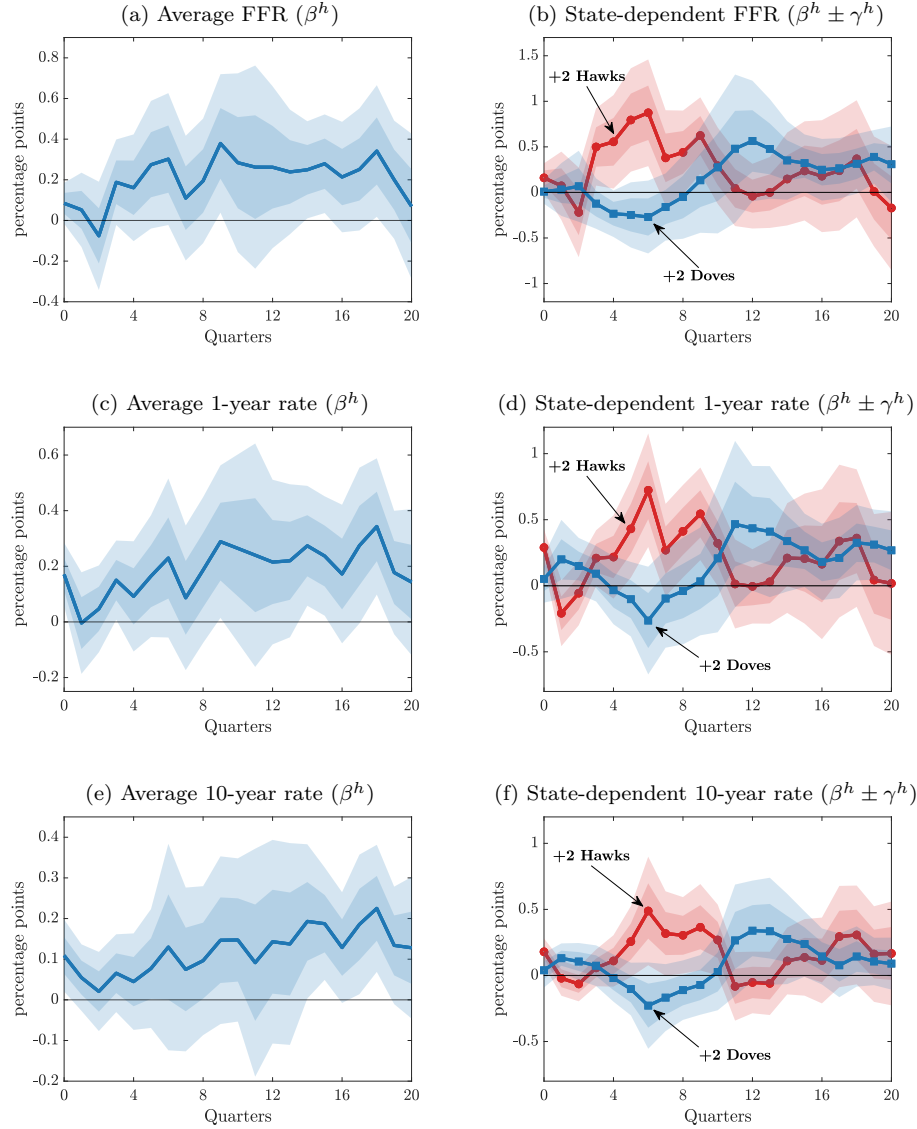 (a) Average FFR (β^h)
percentage points
0.8
0.6
0.4
0.2
0
-0.2
-0.4
0 4 8 12 16 20
Quarters
(b) State-dependent FFR (β^h ± γ^h)
percentage points
1.5
1
0.5
0
-0.5
-1
+2 Hawks
+2 Doves
0 4 8 12 16 20
Quarters
(c) Average 1-year rate (β^h)
percentage points
0.6
0.4
0.2
0
-0.2
0 4 8 12 16 20
Quarters
(d) State-dependent 1-year rate (β^h ± γ^h)
percentage points
1
0.5
0
-0.5
+2 Hawks
+2 Doves
0 4 8 12 16 20
Quarters
(e) Average 10-year rate (β^h)
percentage points
0.4
0.3
0.2
0.1
0
-0.1
-0.2
0 4 8 12 16 20
Quarters
(f) State-dependent 10-year rate (β^h ± γ^h)
percentage points
1
0.5
0
-0.5
+2 Hawks
+2 Doves
0 4 8 12 16 20
Quarters